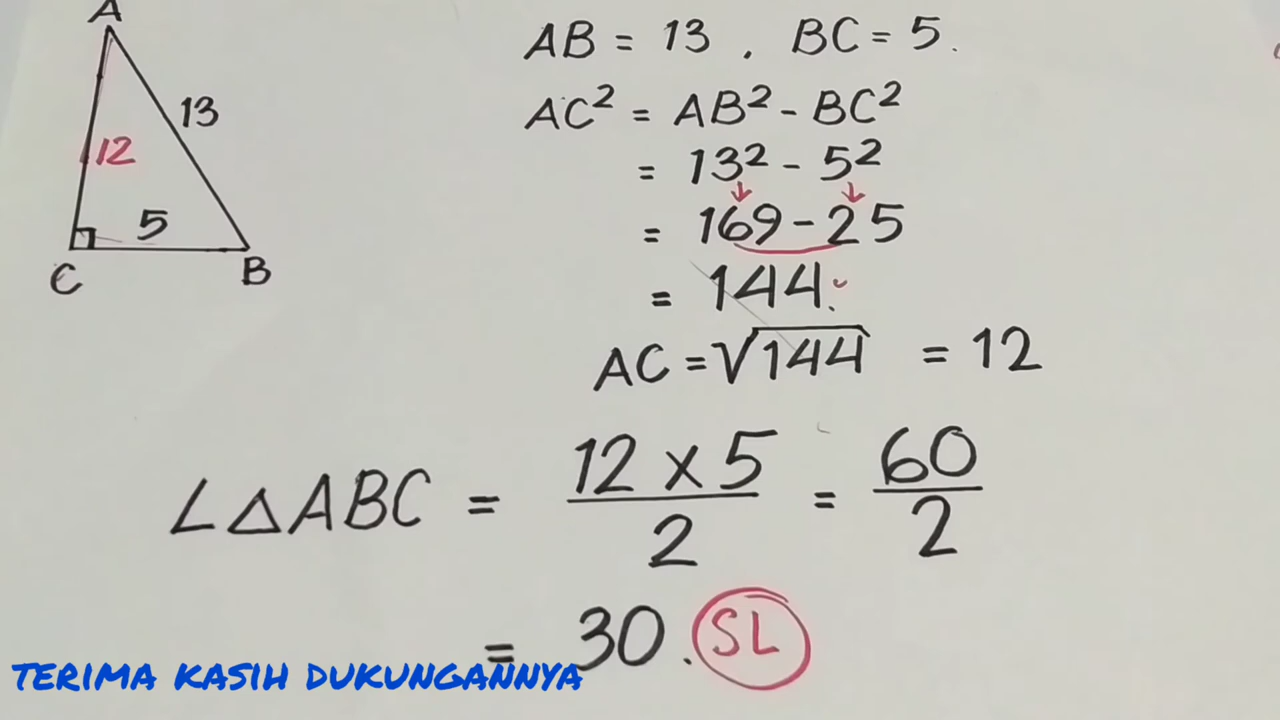 A
13
12
5
C
B
AB = 13 , BC = 5.
AC² = AB² - BC²
= 13² - 5²
= 169 - 25
= 144.
AC = √144 = 12
L△ABC = 12 x 5 / 2 = 60 / 2
= 30. SL
TERIMA KASIH DUKUNGANNYA